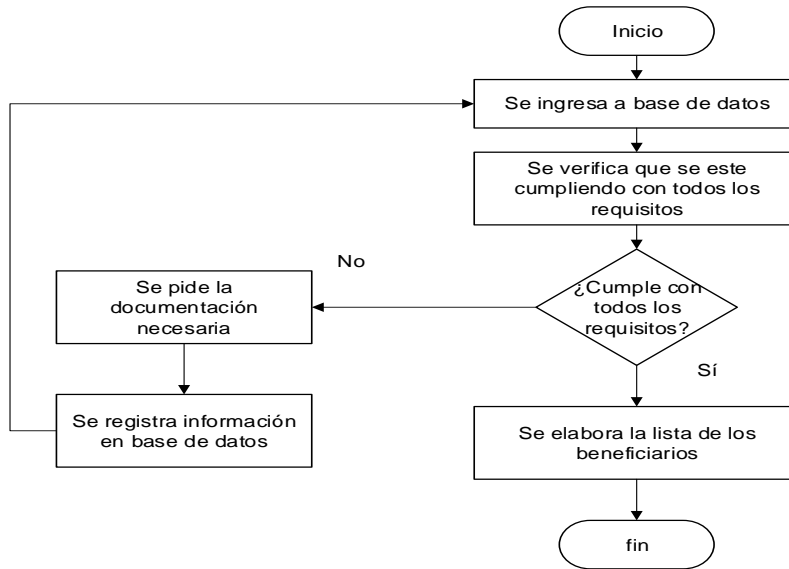 Inicio
Se ingresa a base de datos
Se verifica que se este
cumpliendo con todos los
requisitos
No
¿Cumple con
todos los
requisitos?
Se pide la
documentación
necesaria
Sí
Se registra información
en base de datos
Se elabora la lista de los
beneficiarios
fin